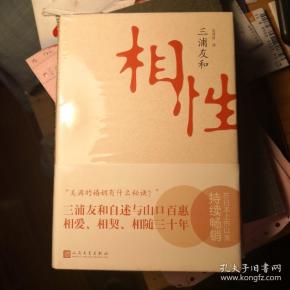 三浦友和
相性
"美满的婚姻有什么秘诀?"
三浦友和自述与山口百惠
相爱、相契、相随三十年
持续畅销
人民文学出版社
孔夫子旧书网